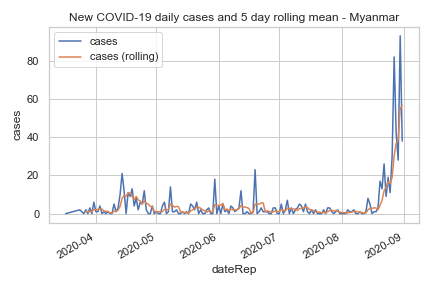 New COVID-19 daily cases and 5 day rolling mean - Myanmar
cases
cases (rolling)
80
60
40
20
0
cases
2020-04
2020-05
2020-06
2020-07
2020-08
2020-09
dateRep